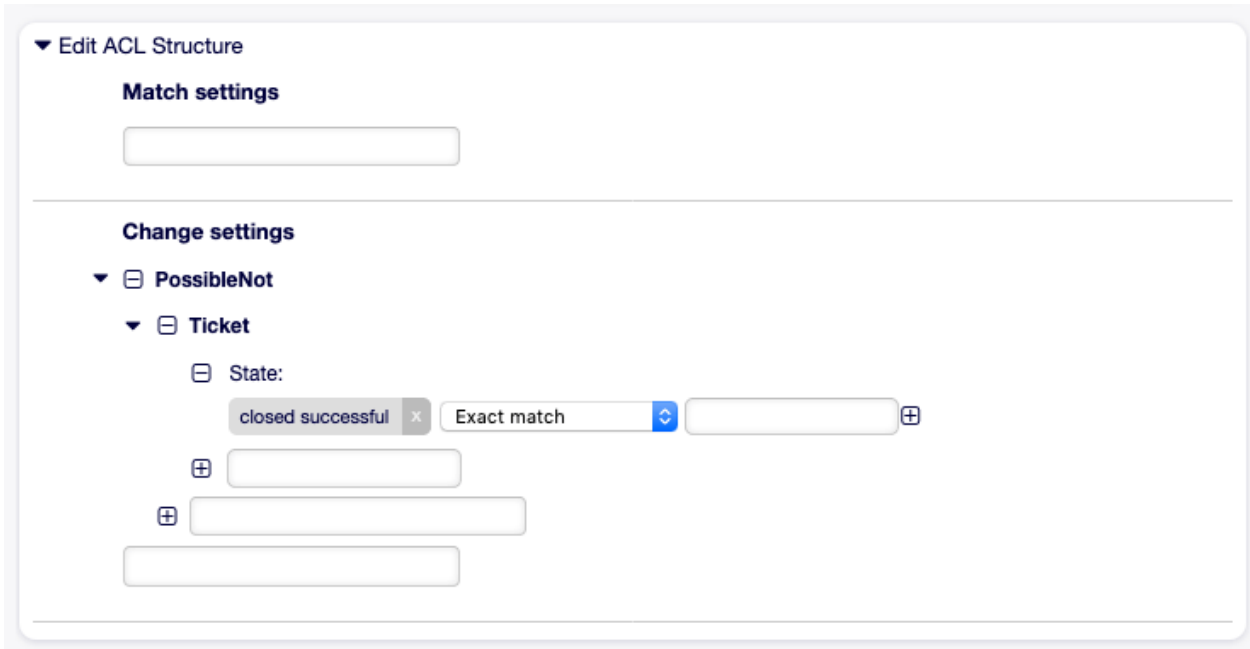 Edit ACL Structure
Match settings
Change settings
PossibleNot
Ticket
State:
closed successful x Exact match